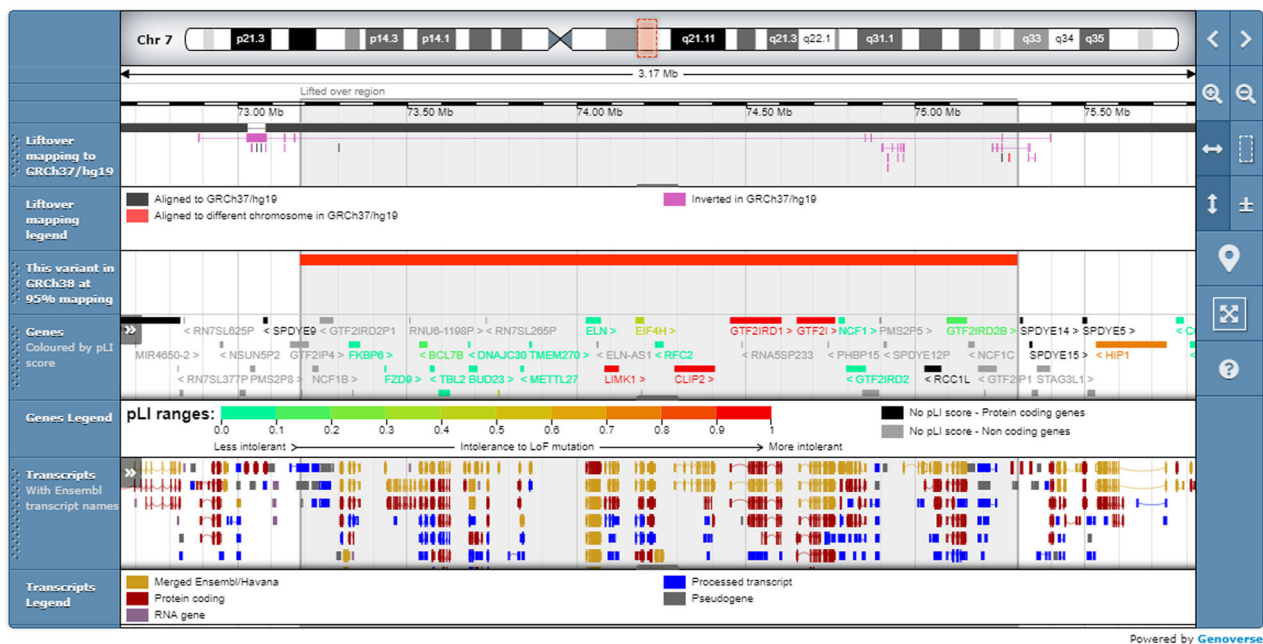 Chr 7
p21.3
p14.3
p14.1
q21.11
q21.3
q22.1
q31.1
q33
q34
q35
3.17 Mb
Lifted over region
73.00 Mb
73.50 Mb
74.00 Mb
74.50 Mb
75.00 Mb
75.50 Mb
Liftover
mapping to
GRCh37/hg19
Liftover
mapping
legend
Aligned to GRCh37/hg19
Inverted in GRCh37/hg19
Aligned to different chromosome in GRCh37/hg19
This variant in
GRCh38 at
95% mapping
Genes
Coloured by pLI
score
»
< RN7SL625P
< SPDYE9
< GTF2IRD2P1
RNU6-1198P >
< RN7SL265P
ELN >
EIF4H >
GTF2IRD1 >
GTF2I >
NCF1 >
PMS2P5 >
GTF2IRD2B >
SPDYE14 >
SPDYE5 >
MIR4650-2 >
< NSUN5P2
GTF2IP4 >
FKBP6 >
< BCL7B
< DNAJC30
TMEM270 >
< ELN-AS1
< RFC2
< RNA5SP233
< PHBP15
< SPDYE12P
< NCF1C
SPDYE15 >
< HIP1
< RN7SL377P
PMS2P8 >
NCF1B >
FZD9 >
< TBL2
BUD23 >
< METTL27
LIMK1 >
CLIP2 >
< GTF2IRD2
< RCC1L
< GTF2IP1
STAG3L1 >
Genes Legend
pLI ranges:
0.0
0.1
0.2
0.3
0.4
0.5
0.6
0.7
0.8
0.9
1
Less intolerant
Intolerance to LoF mutation
More intolerant
No pLI score - Protein coding genes
No pLI score - Non coding genes
Transcripts
With Ensembl
transcript names
»
Transcripts
Legend
Merged Ensembl/Havana
Processed transcript
Protein coding
Pseudogene
RNA gene
Powered by Genoverse